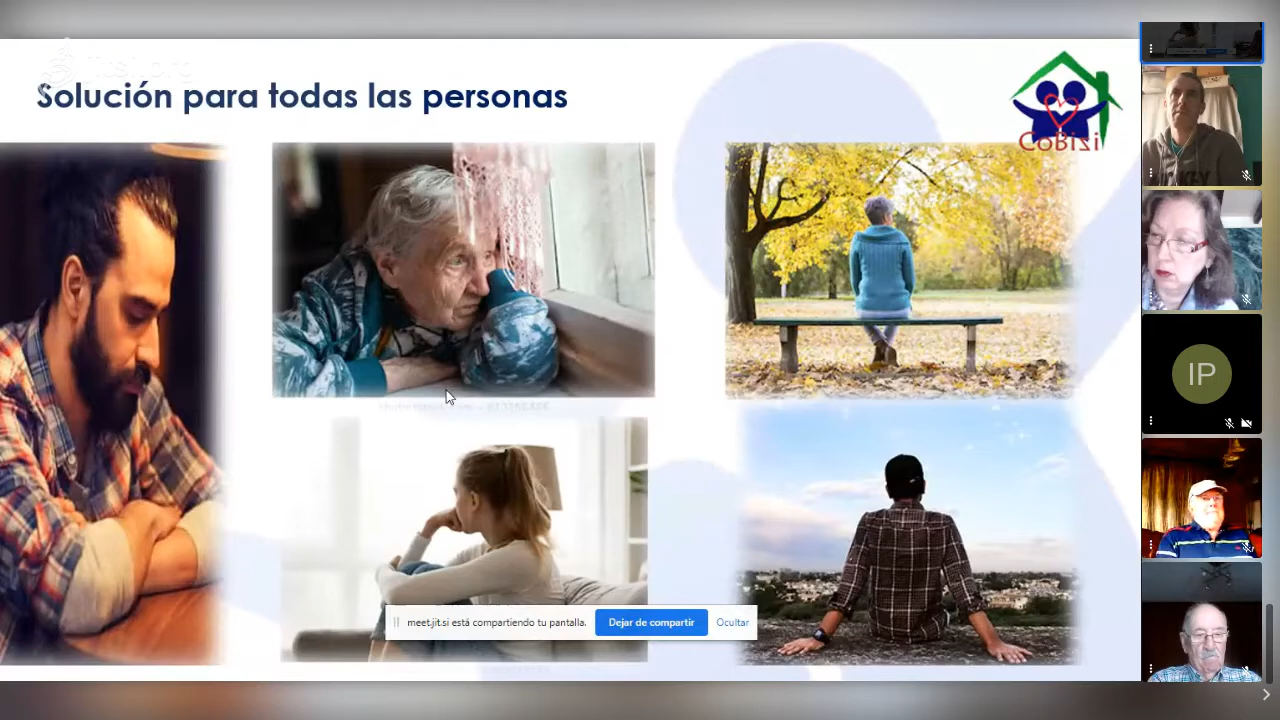 Solución para todas las personas
CoBizi
IP
meet.jit.si está compartiendo tu pantalla.
Dejar de compartir
Ocultar